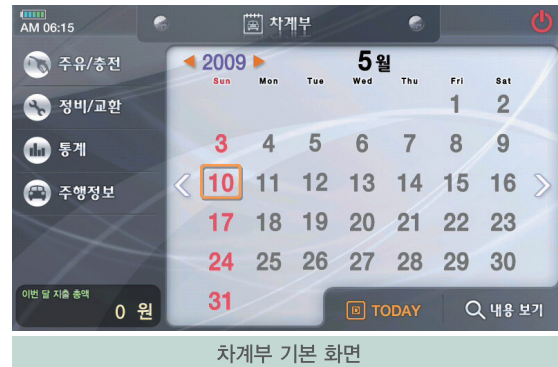 AM 06:15
차계부
주유/충전
정비/교환
통계
주행정보
이번 달 지출 총액
0 원
2009
5월
Sun Mon Tue Wed Thu Fri Sat
1 2
3 4 5 6 7 8 9
10 11 12 13 14 15 16
17 18 19 20 21 22 23
24 25 26 27 28 29 30
31
TODAY
내용 보기
차계부 기본 화면